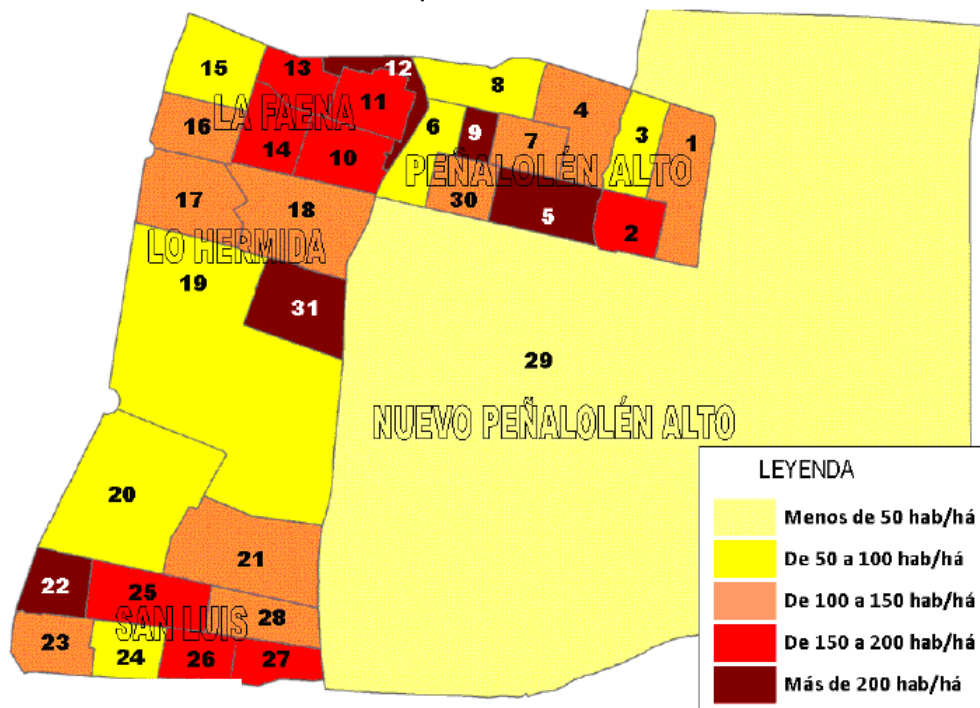 15
13
12
8
11
4
16
LA FAENA
6
9
7
3
1
14
10
PEÑALOLÉN ALTO
17
18
30
5
2
LO HERMIDA
19
31
29
NUEVO PEÑALOLÉN ALTO
20
21
22
25
SAN LUIS
28
23
24
26
27
LEYENDA
Menos de 50 hab/há
De 50 a 100 hab/há
De 100 a 150 hab/há
De 150 a 200 hab/há
Más de 200 hab/há